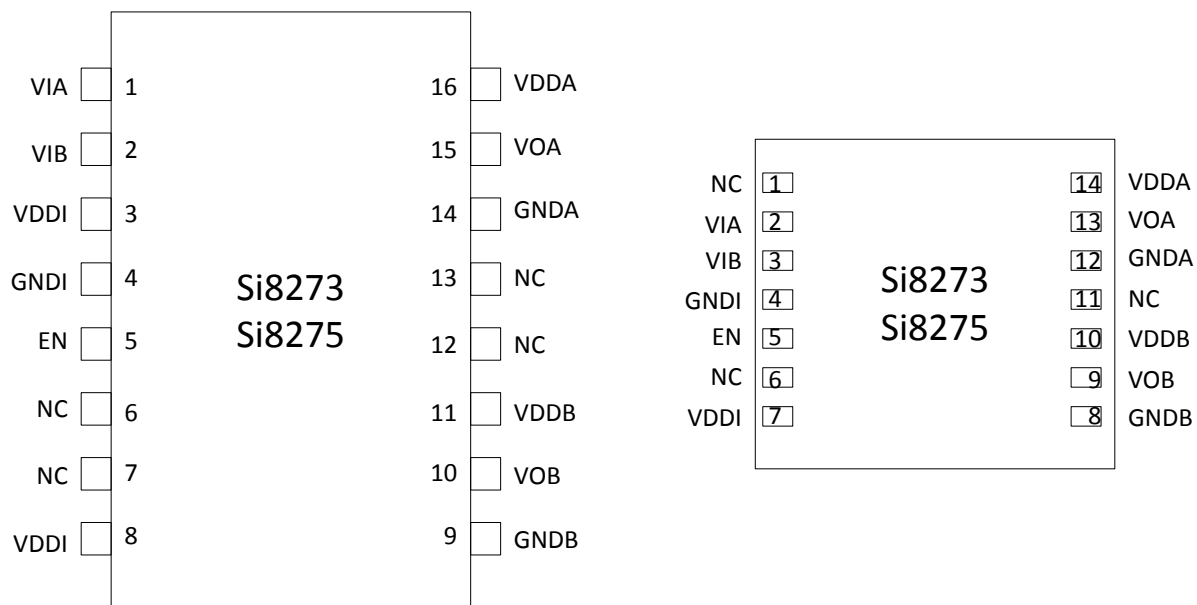 VIA 1 16 VDDA
VIB 2 15 VOA
VDDI 3 14 GNDA
GNDI 4 13 NC
Si8273
Si8275
EN 5 12 NC
NC 6 11 VDDB
NC 7 10 VOB
VDDI 8 9 GNDB
NC 1 14 VDDA
VIA 2 13 VOA
VIB 3 12 GNDA
Si8273
GNDI 4 11 NC
Si8275
EN 5 10 VDDB
NC 6 9 VOB
VDDI 7 8 GNDB